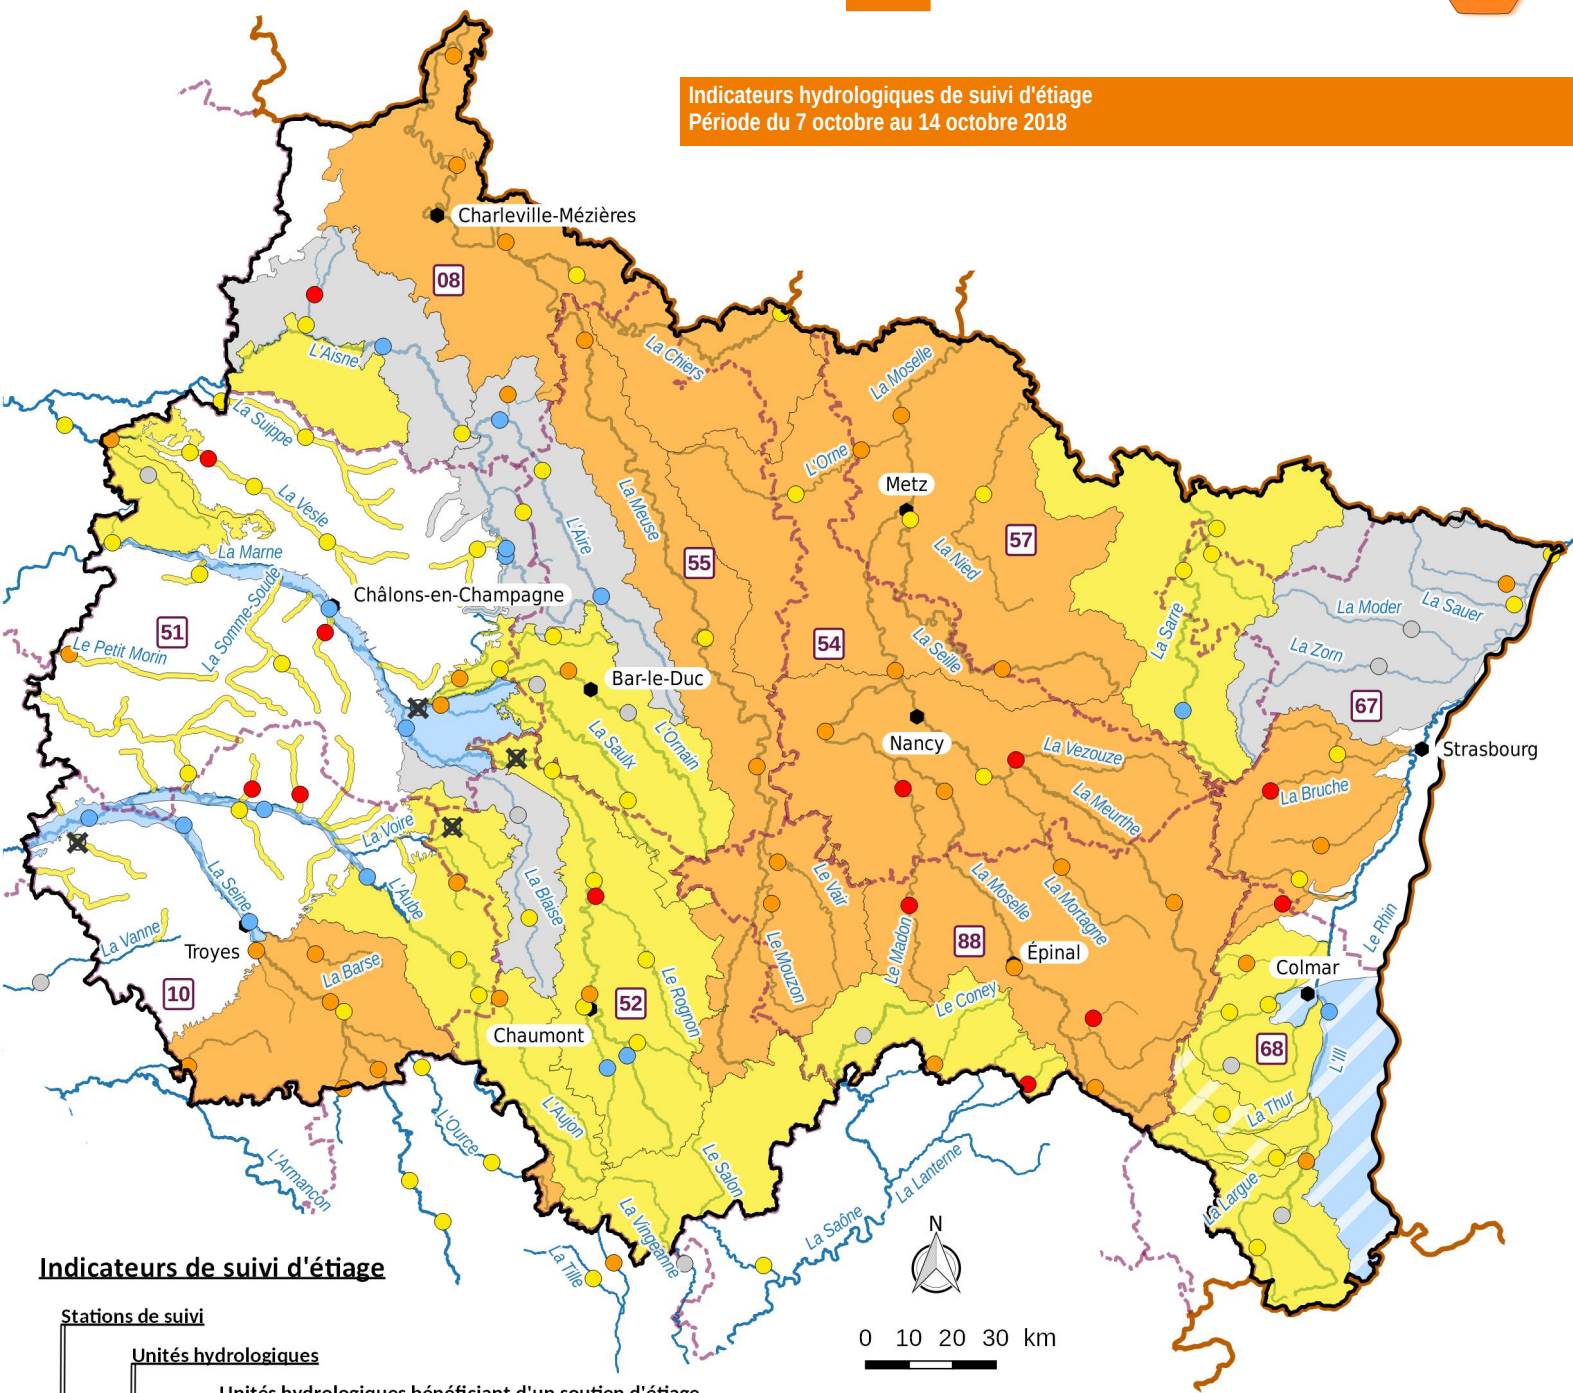 Indicateurs hydrologiques de suivi d'étiage
Période du 7 octobre au 14 octobre 2018
Charleville-Mézières
08
La Chiers
La Moselle
L'Aisne
La Suippe
L'Orne
Metz
La Vesle
La Meuse
L'Aire
57
La Nied
55
La Marne
Châlons-en-Champagne
La Somme-Soude
La Moder
La Sauer
51
Le Petit Morin
54
La Seille
La Sarre
La Zorn
Bar-le-Duc
67
Nancy
Strasbourg
La Saulx
L'Ornain
La Vezouze
La Bruche
La Meurthe
La Voire
La Seine
L'Aube
La Blaise
Le Vair
La Moselle
La Mortagne
Le Rhin
La Vanne
Troyes
La Barse
Le Mouzon
Le Madon
88
Épinal
Colmar
10
52
Le Rognon
Le Coney
Chaumont
68
L'Ill
L'Aujon
La Thur
L'Ource
L'Armançon
Le Salon
La Lanterne
La Largue
La Vingeanne
La Saône
La Tille
N
Indicateurs de suivi d'étiage
Stations de suivi
0 10 20 30 km
Unités hydrologiques
Unités hydrologiques bénéficiant d'un soutien d'étiage